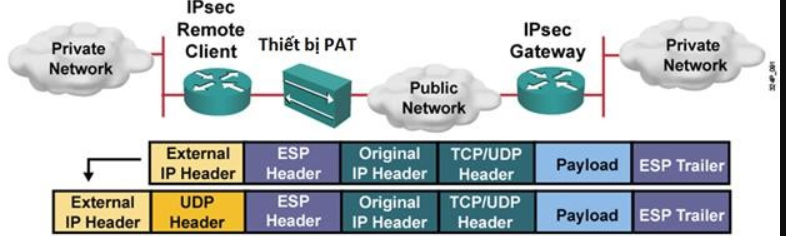 IPsec
Remote
Client
Thiết bị PAT
IPsec
Gateway
Private
Network
Public
Network
Private
Network
External
IP Header
ESP
Header
Original
IP Header
TCP/UDP
Header
Payload
ESP Trailer
External
IP Header
UDP
Header
ESP
Header
Original
IP Header
TCP/UDP
Header
Payload
ESP Trailer